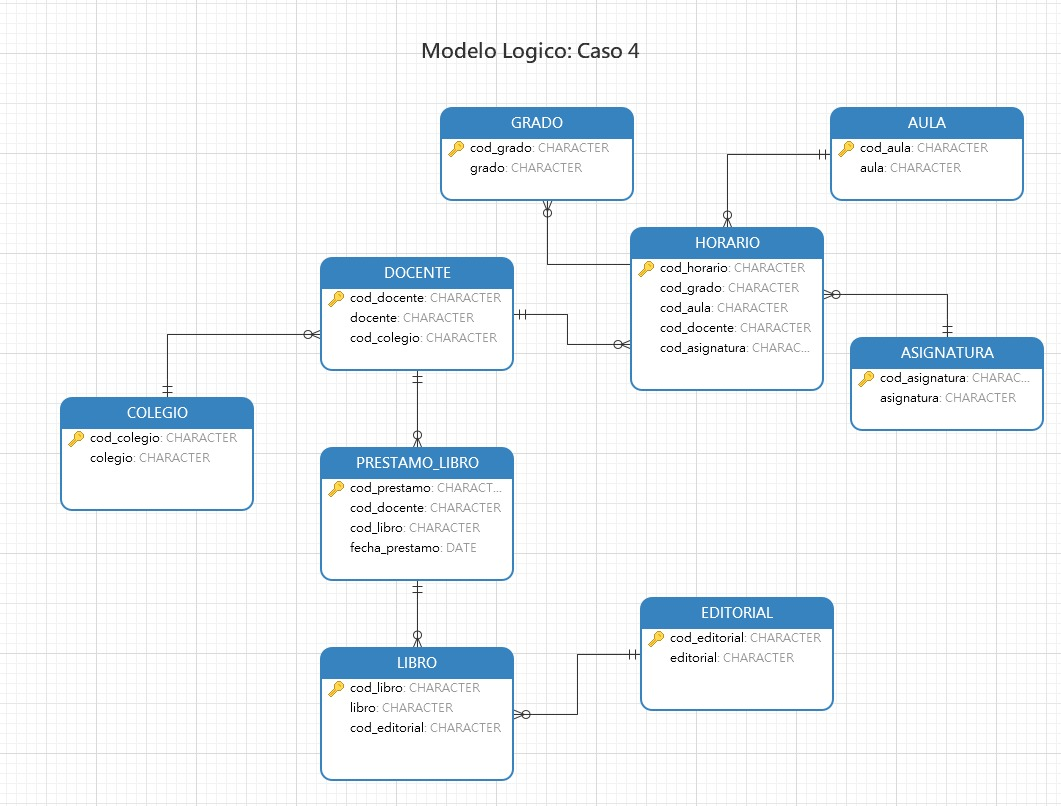 Modelo Logico: Caso 4
GRADO
cod_grado: CHARACTER
grado: CHARACTER
AULA
cod_aula: CHARACTER
aula: CHARACTER
HORARIO
cod_horario: CHARACTER
cod_grado: CHARACTER
cod_aula: CHARACTER
cod_docente: CHARACTER
cod_asignatura: CHARAC...
DOCENTE
cod_docente: CHARACTER
docente: CHARACTER
cod_colegio: CHARACTER
ASIGNATURA
cod_asignatura: CHARAC...
asignatura: CHARACTER
COLEGIO
cod_colegio: CHARACTER
colegio: CHARACTER
PRESTAMO_LIBRO
cod_prestamo: CHARACT...
cod_docente: CHARACTER
cod_libro: CHARACTER
fecha_prestamo: DATE
EDITORIAL
cod_editorial: CHARACTER
editorial: CHARACTER
LIBRO
cod_libro: CHARACTER
libro: CHARACTER
cod_editorial: CHARACTER